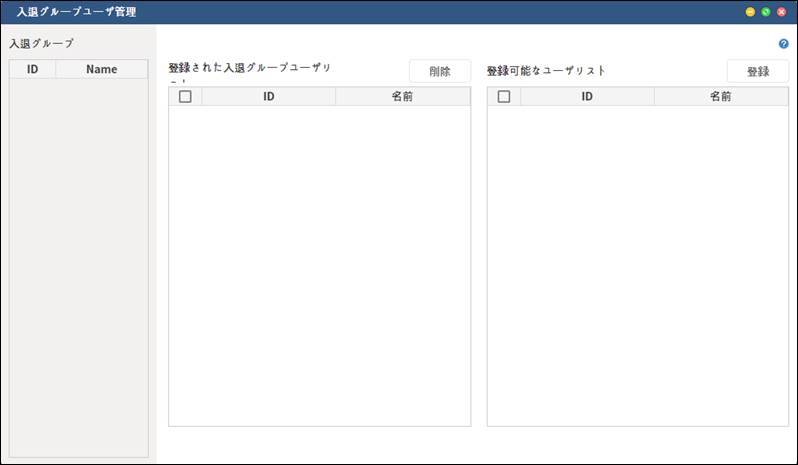 入退グループユーザ管理
入退グループ
ID Name
登録された入退グループユーザリ
削除
ID 名前
登録可能なユーザリスト
登録
ID 名前